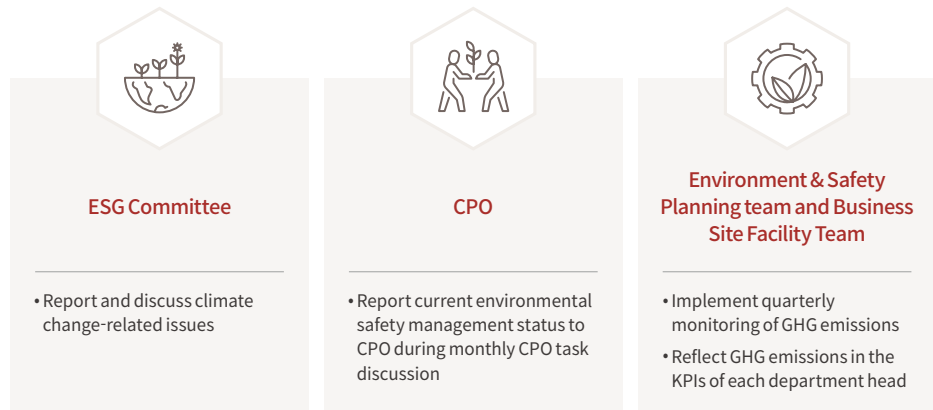 ESG Committee
• Report and discuss climate
change-related issues
CPO
• Report current environmental
safety management status to
CPO during monthly CPO task
discussion
Environment & Safety
Planning team and Business
Site Facility Team
• Implement quarterly
monitoring of GHG emissions
• Reflect GHG emissions in the
KPIs of each department head